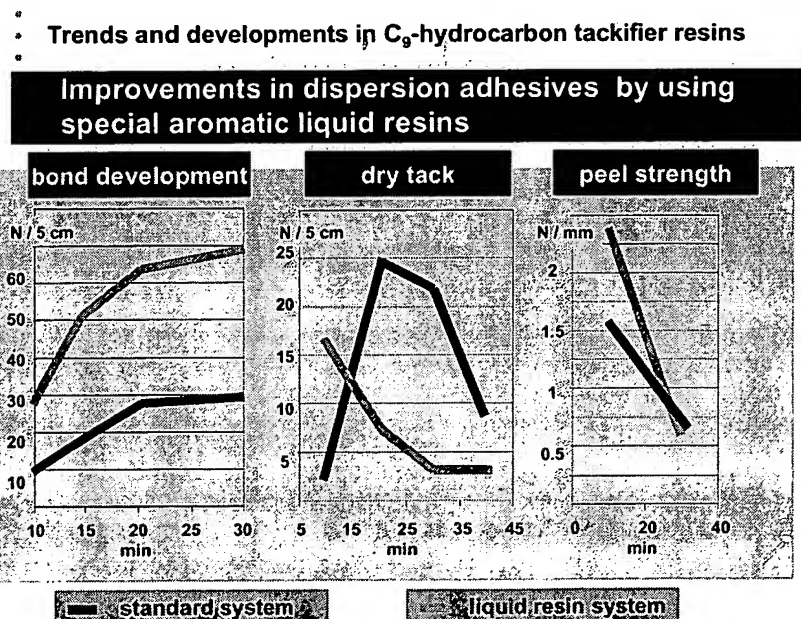 Trends and developments in C₉-hydrocarbon tackifier resins
Improvements in dispersion adhesives by using
special aromatic liquid resins
bond development
dry tack
peel strength
N / 5 cm
60
50
40
30
20
10
10 15 20 30
min
N / 5 cm
25
20
15
10
5
5 15 25 35 45
min
N / mm
2
1.5
1
0.5
0 20 40
min
standard system
liquid resin system